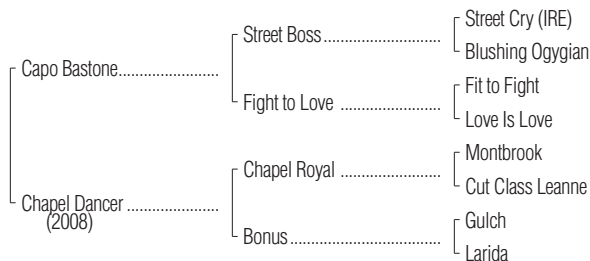 Street Cry (IRE)
Street Boss
Blushing Ogygian
Capo Bastone
Fit to Fight
Fight to Love
Love Is Love
Montbrook
Chapel Royal
Cut Class Leanne
Chapel Dancer
(2008)
Gulch
Bonus
Larida